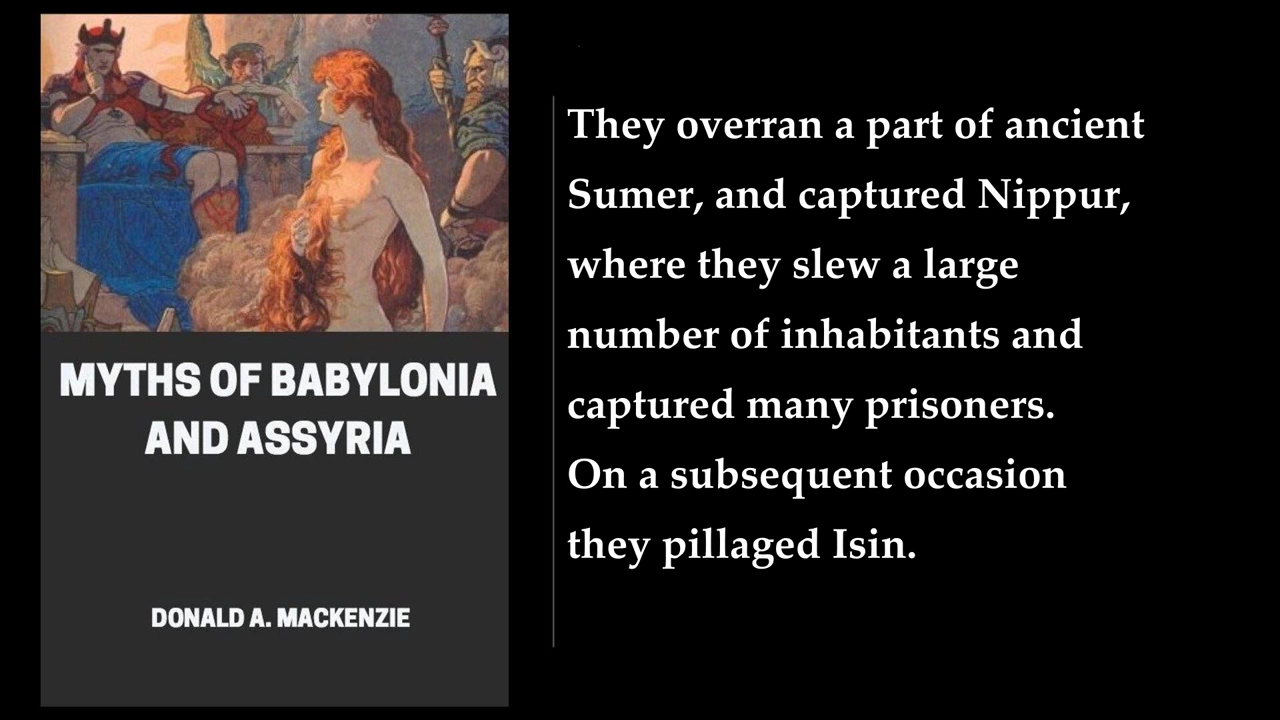 MYTHS OF BABYLONIA
AND ASSYRIA
DONALD A. MACKENZIE
They overran a part of ancient
Sumer, and captured Nippur,
where they slew a large
number of inhabitants and
captured many prisoners.
On a subsequent occasion
they pillaged Isin.